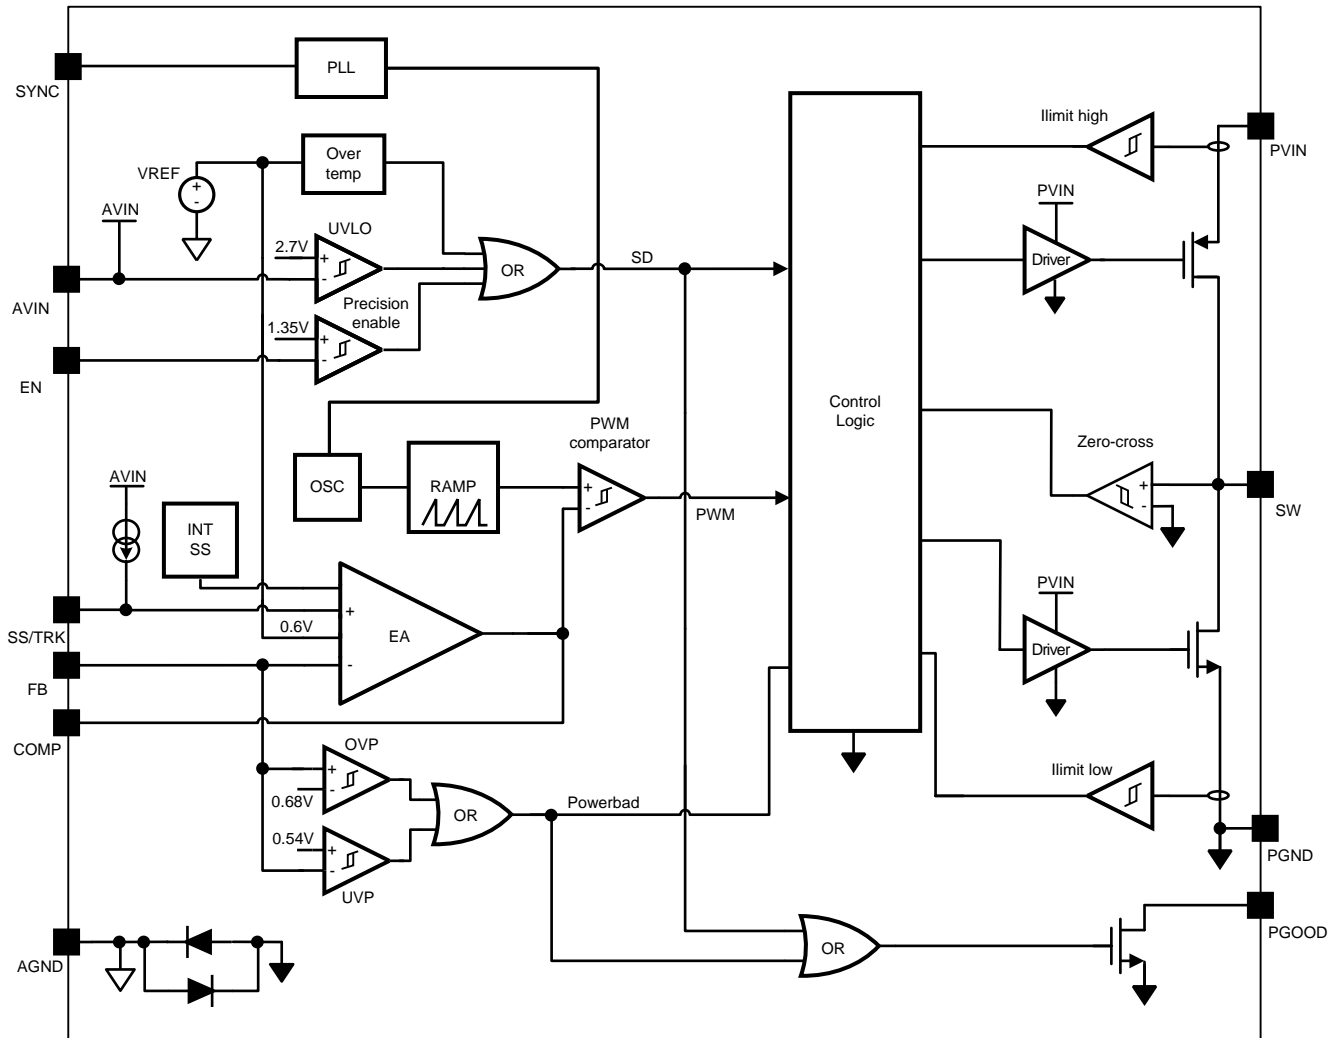 SYNC
PLL
VREF
+
-
Over
temp
AVIN
UVLO
2.7V
+
-
AVIN
OR
SD
Precision
enable
1.35V
+
-
EN
Ilimit high
PVIN
PVIN
Driver
Control
Logic
PWM
comparator
OSC
RAMP
+
-
PWM
Zero-cross
+
-
SW
AVIN
INT
SS
SS/TRK
+
0.6V
EA
-
FB
COMP
PVIN
Driver
OVP
+
-
0.68V
OR
Powerbad
0.54V
+
-
UVP
Ilimit low
PGND
AGND
OR
PGOOD